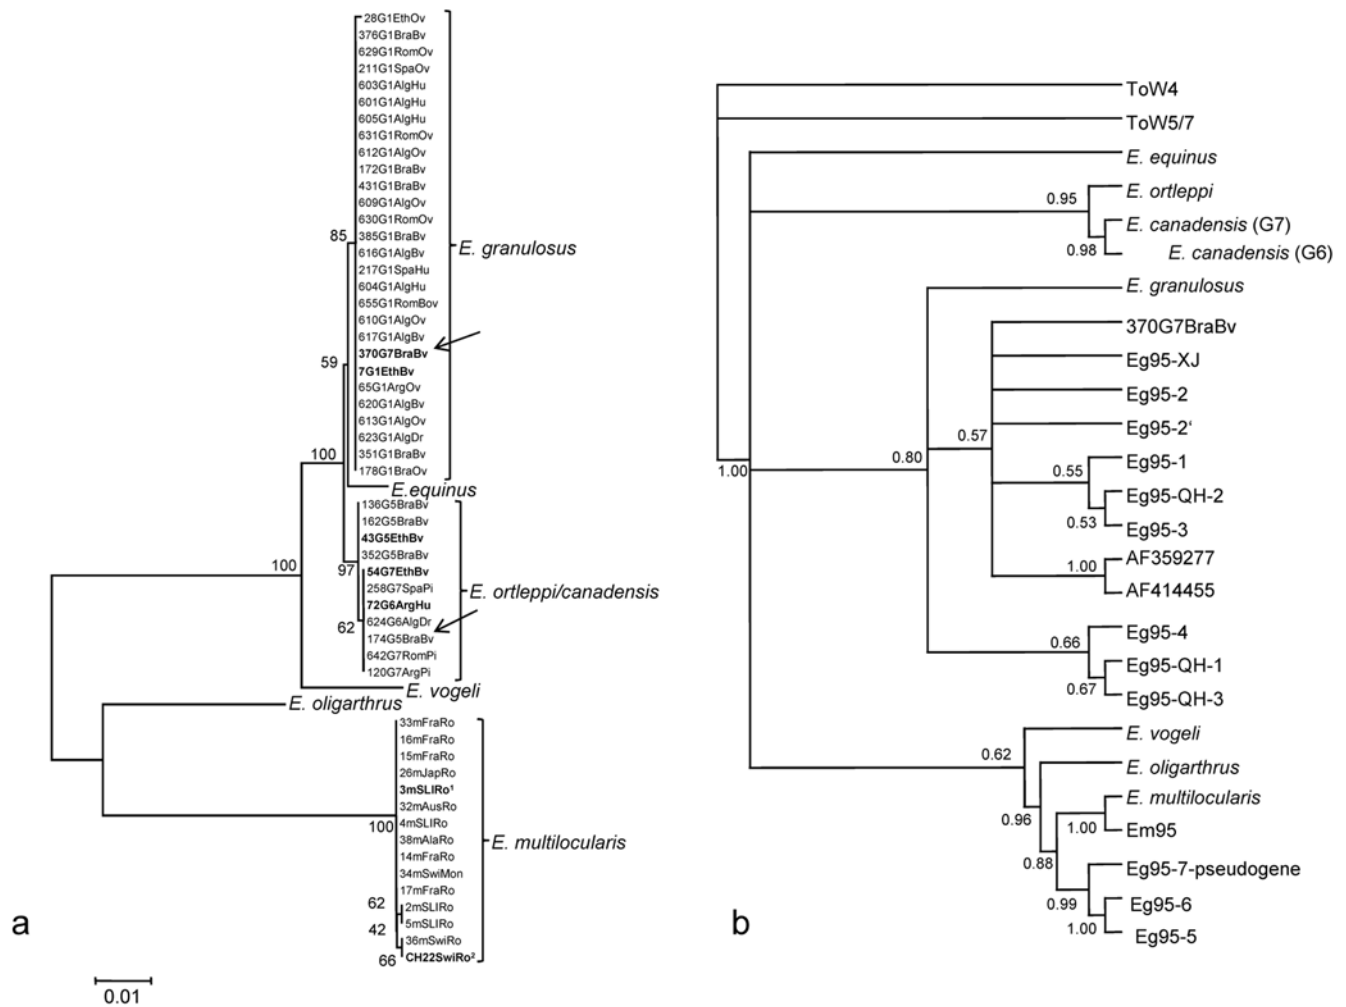 28G1EthOv
376G1BraBv
629G1RomOv
211G1SpaOv
603G1AlgHu
601G1AlgHu
605G1AlgHu
631G1RomOv
612G1AlgOv
172G1BraBv
431G1BraBv
609G1AlgOv
630G1RomOv
85
385G1BraBv
616G1AlgBv
E. granulosus
217G1SpaHu
604G1AlgHu
655G1RomBov
610G1AlgOv
617G1AlgBv
370G7BraBv
59
7G1EthBv
65G1ArgOv
620G1AlgBv
613G1AlgOv
623G1AlgDr
351G1BraBv
100
178G1BraOv
E.equinus
136G5BraBv
162G5BraBv
43G5EthBv
352G5BraBv
100
97
54G7EthBv
258G7SpaPi
E. ortleppi/canadensis
72G6ArgHu
624G6AlgDr
62
174G5BraBv
642G7RomPi
120G7ArgPi
E. vogeli
E. oligarthrus
33mFraRo
16mFraRo
15mFraRo
26mJapRo
3mSLIRo¹
32mAusRo
4mSLIRo
100
38mAlaRo
E. multilocularis
14mFraRo
34mSwiMon
17mFraRo
62
2mSLIRo
5mSLIRo
42
36mSwiRo
CH22SwiRo²
66
a
0.01
ToW4
ToW5/7
E. equinus
0.95
E. ortleppi
E. canadensis (G7)
0.98
E. canadensis (G6)
E. granulosus
370G7BraBv
Eg95-XJ
Eg95-2
Eg95-2'
0.57
0.80
1.00
Eg95-1
0.55
Eg95-QH-2
0.53
Eg95-3
AF359277
1.00
AF414455
Eg95-4
0.66
Eg95-QH-1
0.67
Eg95-QH-3
E. vogeli
0.62
E. oligarthrus
E. multilocularis
0.96
1.00
Em95
0.88
Eg95-7-pseudogene
0.99
Eg95-6
1.00
Eg95-5
b